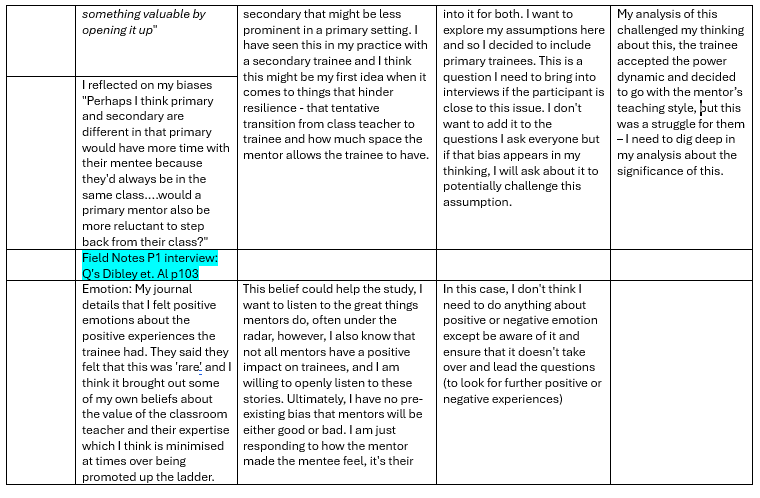 something valuable by
opening it up"
I reflected on my biases
"Perhaps I think primary
and secondary are
different in that primary
would have more time with
their mentee because
they'd always be in the
same class....would a
primary mentor also be
more reluctant to step
back from their class?"
secondary that might be less
prominent in a primary setting. I
have seen this in my practice with
a secondary trainee and I think
this might be my first idea when it
comes to things that hinder
resilience - that tentative
transition from class teacher to
trainee and how much space the
mentor allows the trainee to have.
into it for both. I want to
explore my assumptions here
and so I decided to include
primary trainees. This is a
question I need to bring into
interviews if the participant is
close to this issue. I don't
want to add it to the
questions I ask everyone but
if that bias appears in my
thinking, I will ask about it to
potentially challenge this
assumption.
My analysis of this
challenged my thinking
about this, the trainee
accepted the power
dynamic and decided
to go with the mentor's
teaching style, but this
was a struggle for them
– I need to dig deep in
my analysis about the
significance of this.
Field Notes P1 interview:
Q's Dibley et. Al p103
Emotion: My journal
details that I felt positive
emotions about the
positive experiences the
trainee had. They said they
felt that this was 'rare' and I
think it brought out some
of my own beliefs about
the value of the classroom
teacher and their expertise
which I think is minimised
at times over being
promoted up the ladder.
This belief could help the study, I
want to listen to the great things
mentors do, often under the
radar, however, I also know that
not all mentors have a positive
impact on trainees, and I am
willing to openly listen to these
stories. Ultimately, I have no pre-
existing bias that mentors will be
either good or bad. I am just
responding to how the mentor
made the mentee feel, it's their
In this case, I don't think I
need to do anything about
positive or negative emotion
except be aware of it and
ensure that it doesn't take
over and lead the questions
(to look for further positive or
negative experiences)